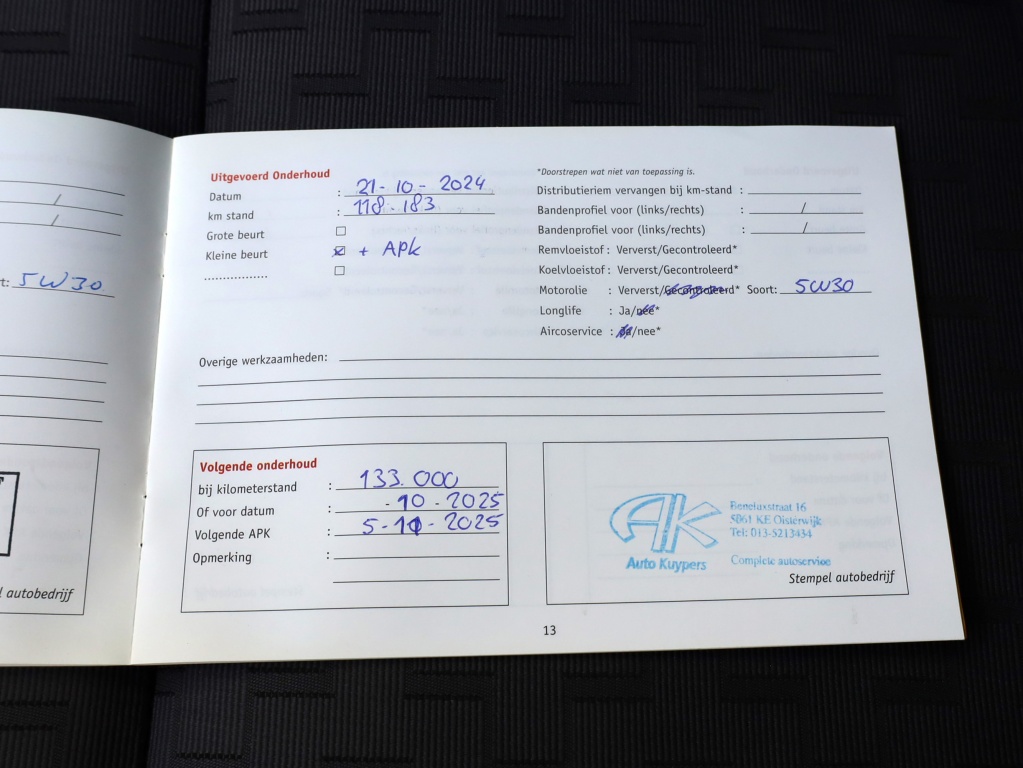 t: 5W30
/
/
l autobedrijf
Uitgevoerd Onderhoud
Datum : 21-10-2024
km stand : 118.183
Grote beurt
Kleine beurt x + APK
................
*Doorstrepen wat niet van toepassing is.
Distributieriem vervangen bij km-stand :
Bandenprofiel voor (links/rechts) : /
Bandenprofiel voor (links/rechts) : /
Remvloeistof : Ververst/Gecontroleerd*
Koelvloeistof : Ververst/Gecontroleerd*
Motorolie : Ververst/Gecontroleerd* Soort: 5W30
Longlife : Ja/nee*
Aircoservice : Ja/nee*
Overige werkzaamheden:
Volgende onderhoud
bij kilometerstand : 133.000
Of voor datum : -10-2025
Volgende APK : 5-11-2025
Opmerking :
AK
Auto Kuypers
Beneluxstraat 16
5061 KE Oisterwijk
Tel: 013-5213434
Complete autoservice
Stempel autobedrijf
13